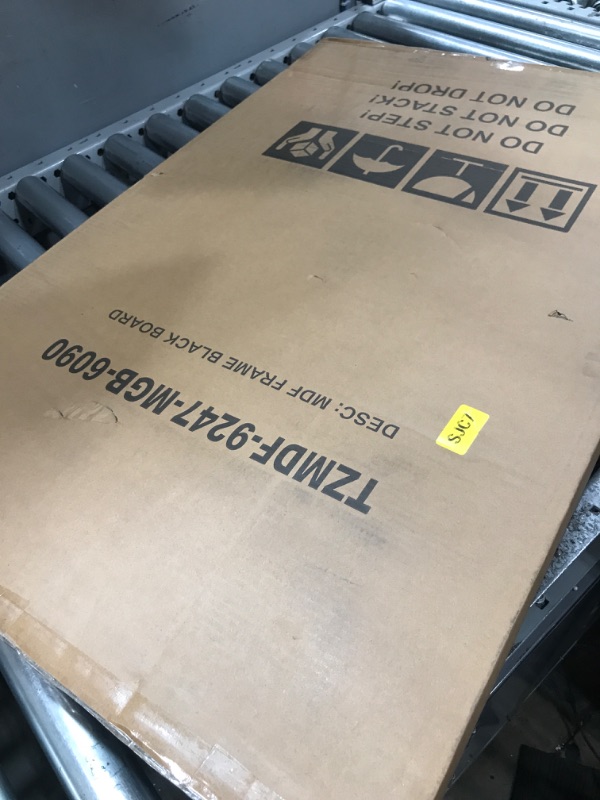 TZMDF-9247-MGB-6090
DESC: MDF FRAME BLACK BOARD
DO NOT STEP!
DO NOT STACK!
DO NOT DROP!
SJC7